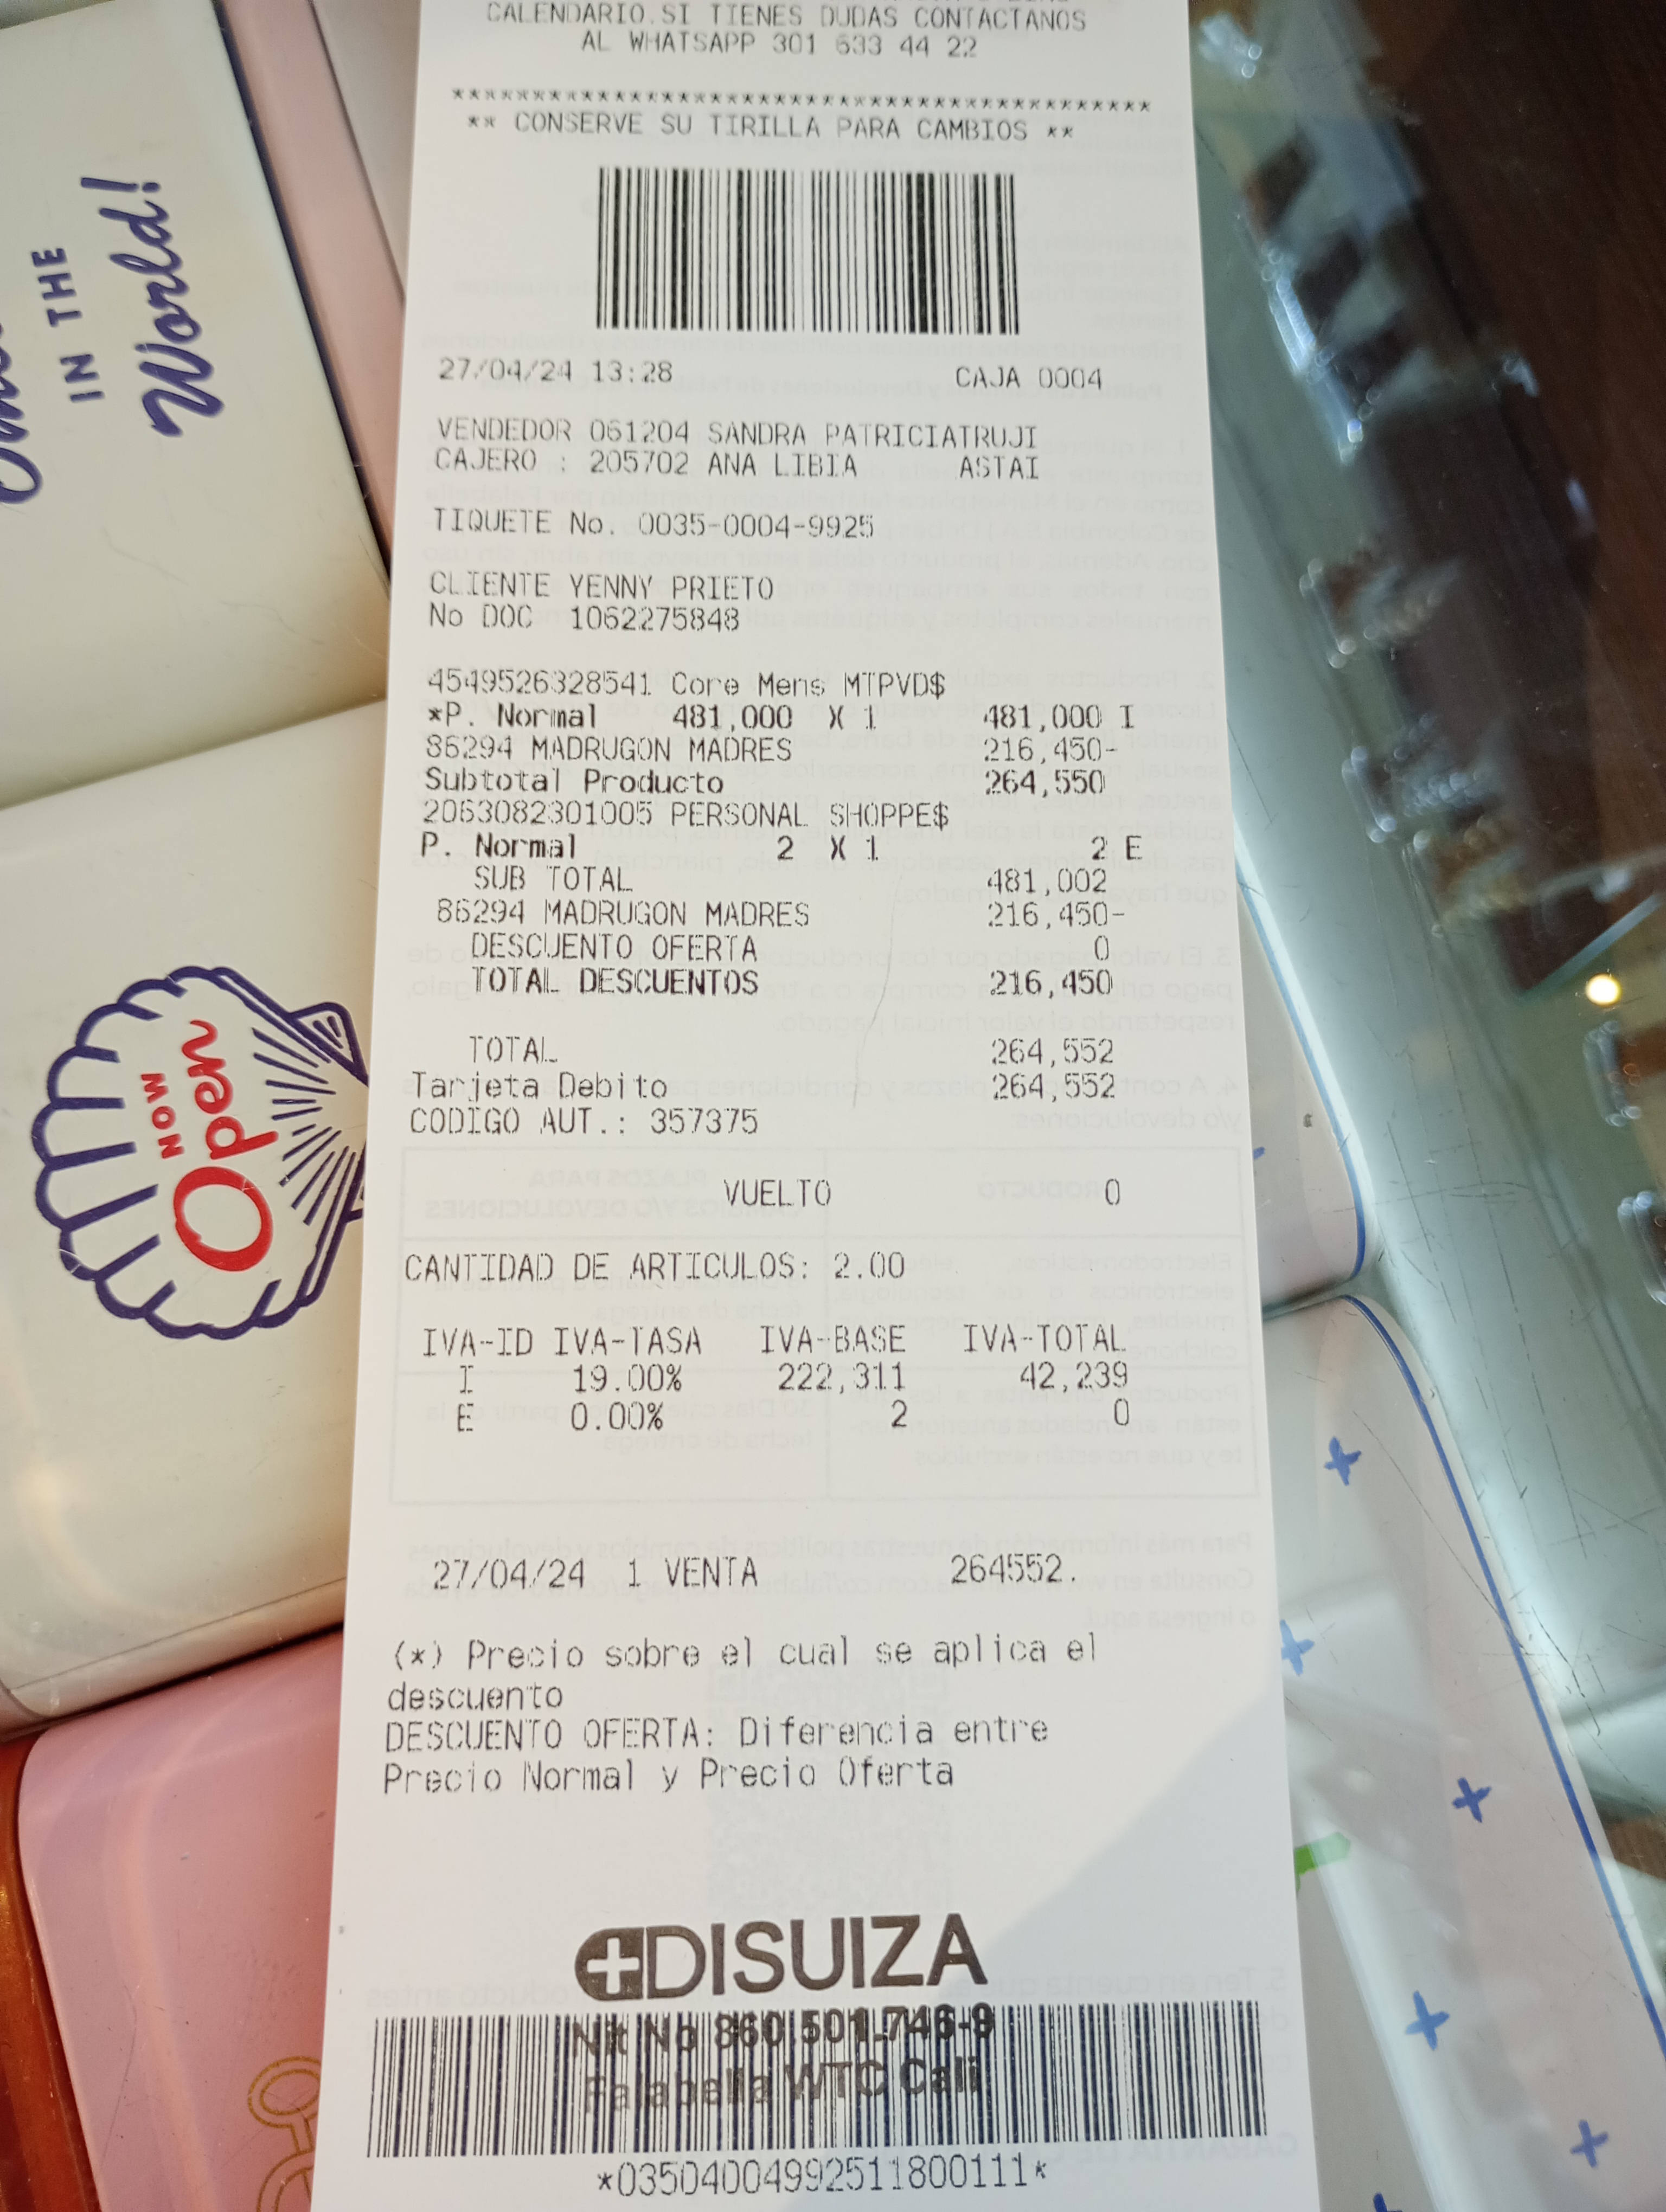 CALENDARIO.SI TIENES DUDAS CONTACTANOS
AL WHATSAPP 301 633 44 22
********************************************
** CONSERVE SU TIRILLA PARA CAMBIOS **
27/04/24 13:28 CAJA 0004
VENDEDOR 061204 SANDRA PATRICIATRUJI
CAJERO : 205702 ANA LIBIA ASTAI
TIQUETE No. 0035-0004-9925
CLIENTE YENNY PRIETO
No DOC 1062275848
4549526328541 Core Mens MTPVD$
*P. Normal 481,000 X 1 481,000 I
86294 MADRUGON MADRES 216,450-
Subtotal Producto 264,550
2063082301005 PERSONAL SHOPPE$
P. Normal 2 X 1 2 E
SUB TOTAL 481,002
86294 MADRUGON MADRES 216,450-
DESCUENTO OFERTA 0
TOTAL DESCUENTOS 216,450
TOTAL 264,552
Tarjeta Debito 264,552
CODIGO AUT.: 357375
VUELTO 0
CANTIDAD DE ARTICULOS: 2.00
IVA-ID IVA-TASA IVA-BASE IVA-TOTAL
I 19.00% 222,311 42,239
E 0.00% 2 0
27/04/24 1 VENTA 264552.
(*) Precio sobre el cual se aplica el
descuento
DESCUENTO OFERTA: Diferencia entre
Precio Normal y Precio Oferta
DISUIZA
Nit No 860.501.746-9
Falabella WTC Cali
*03504004992511800111*
IN THE
World!
NOW
Open